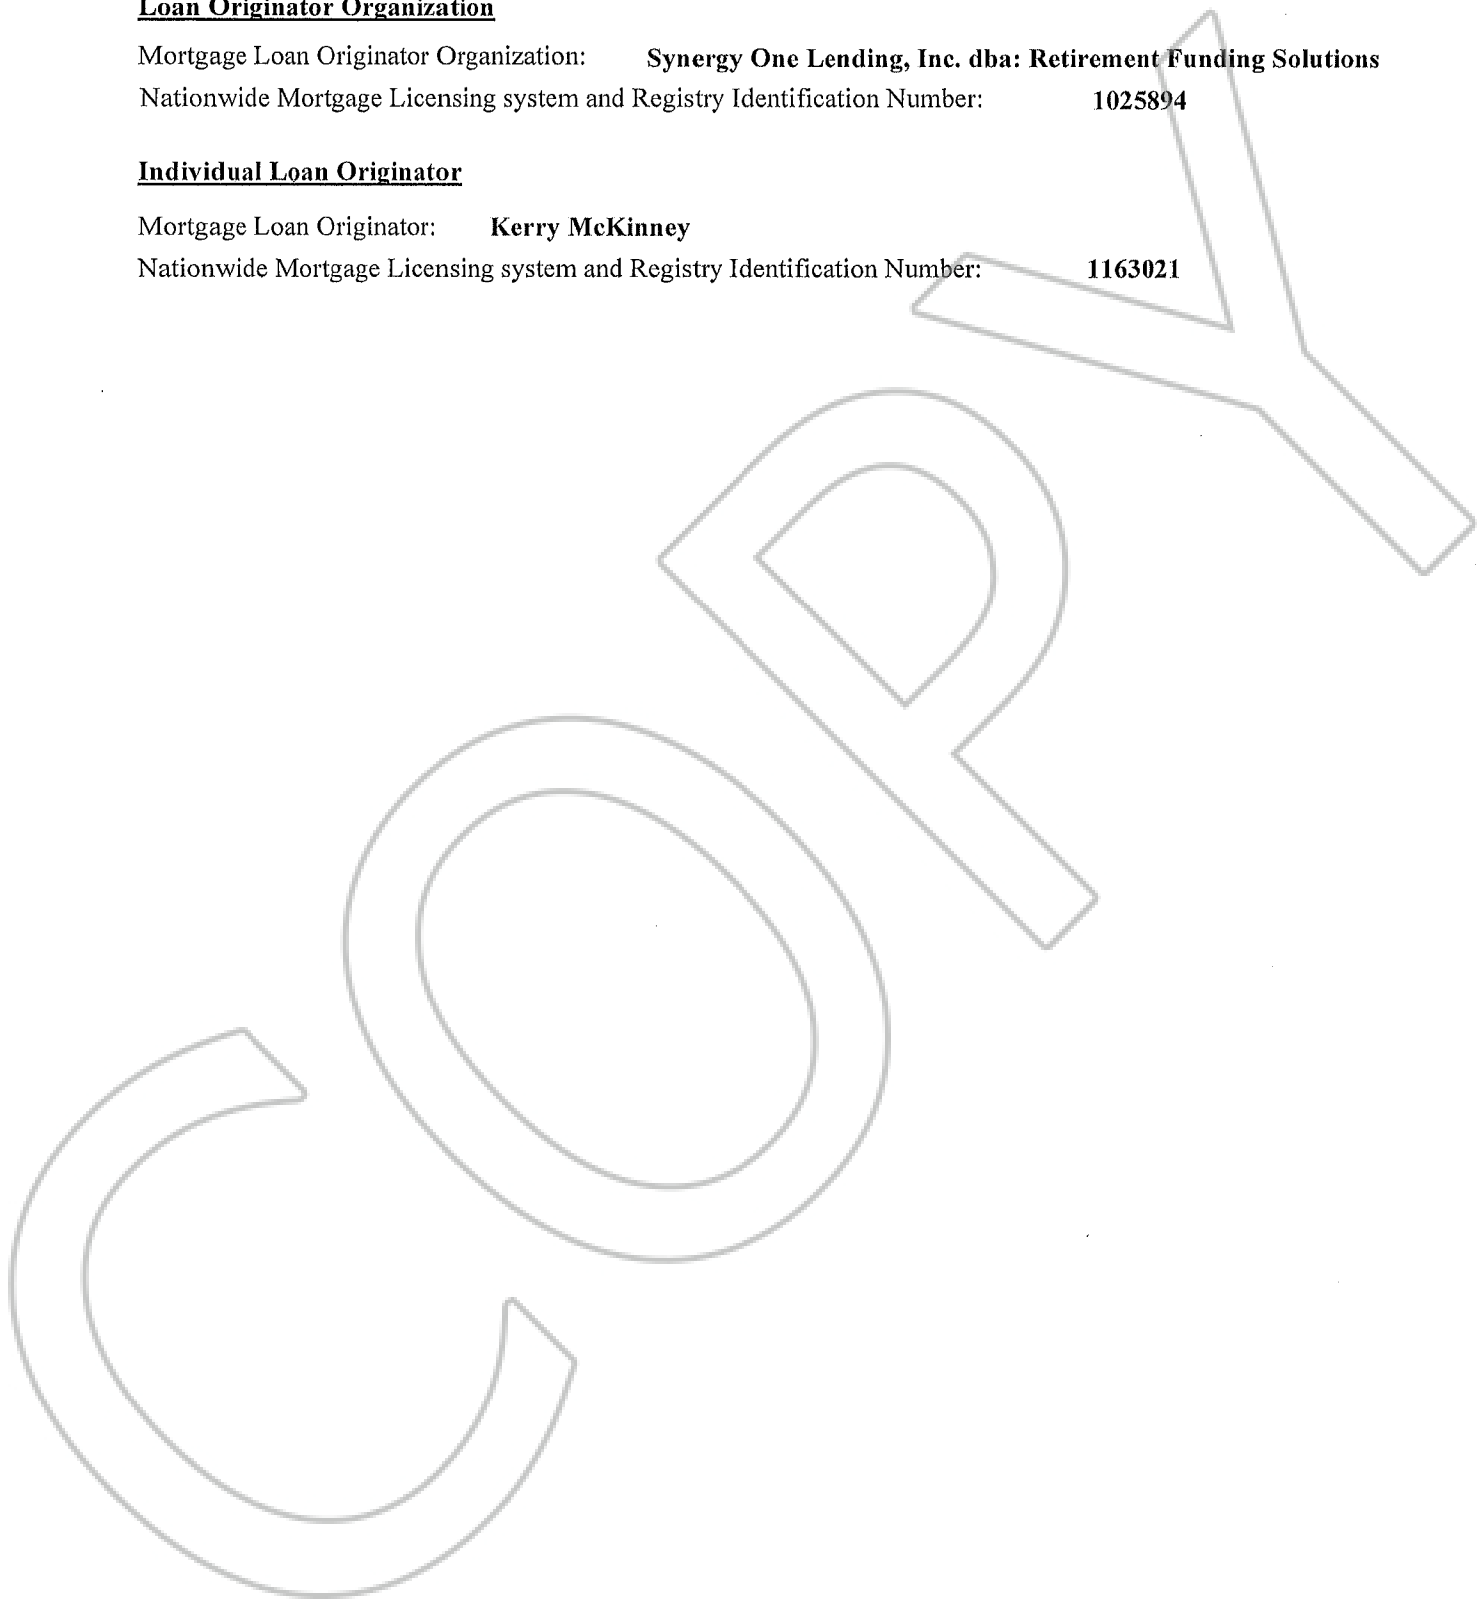 Loan Originator Organization
Mortgage Loan Originator Organization: Synergy One Lending, Inc. dba: Retirement Funding Solutions
Nationwide Mortgage Licensing system and Registry Identification Number: 1025894
Individual Loan Originator
Mortgage Loan Originator: Kerry McKinney
Nationwide Mortgage Licensing system and Registry Identification Number: 1163021
COPY